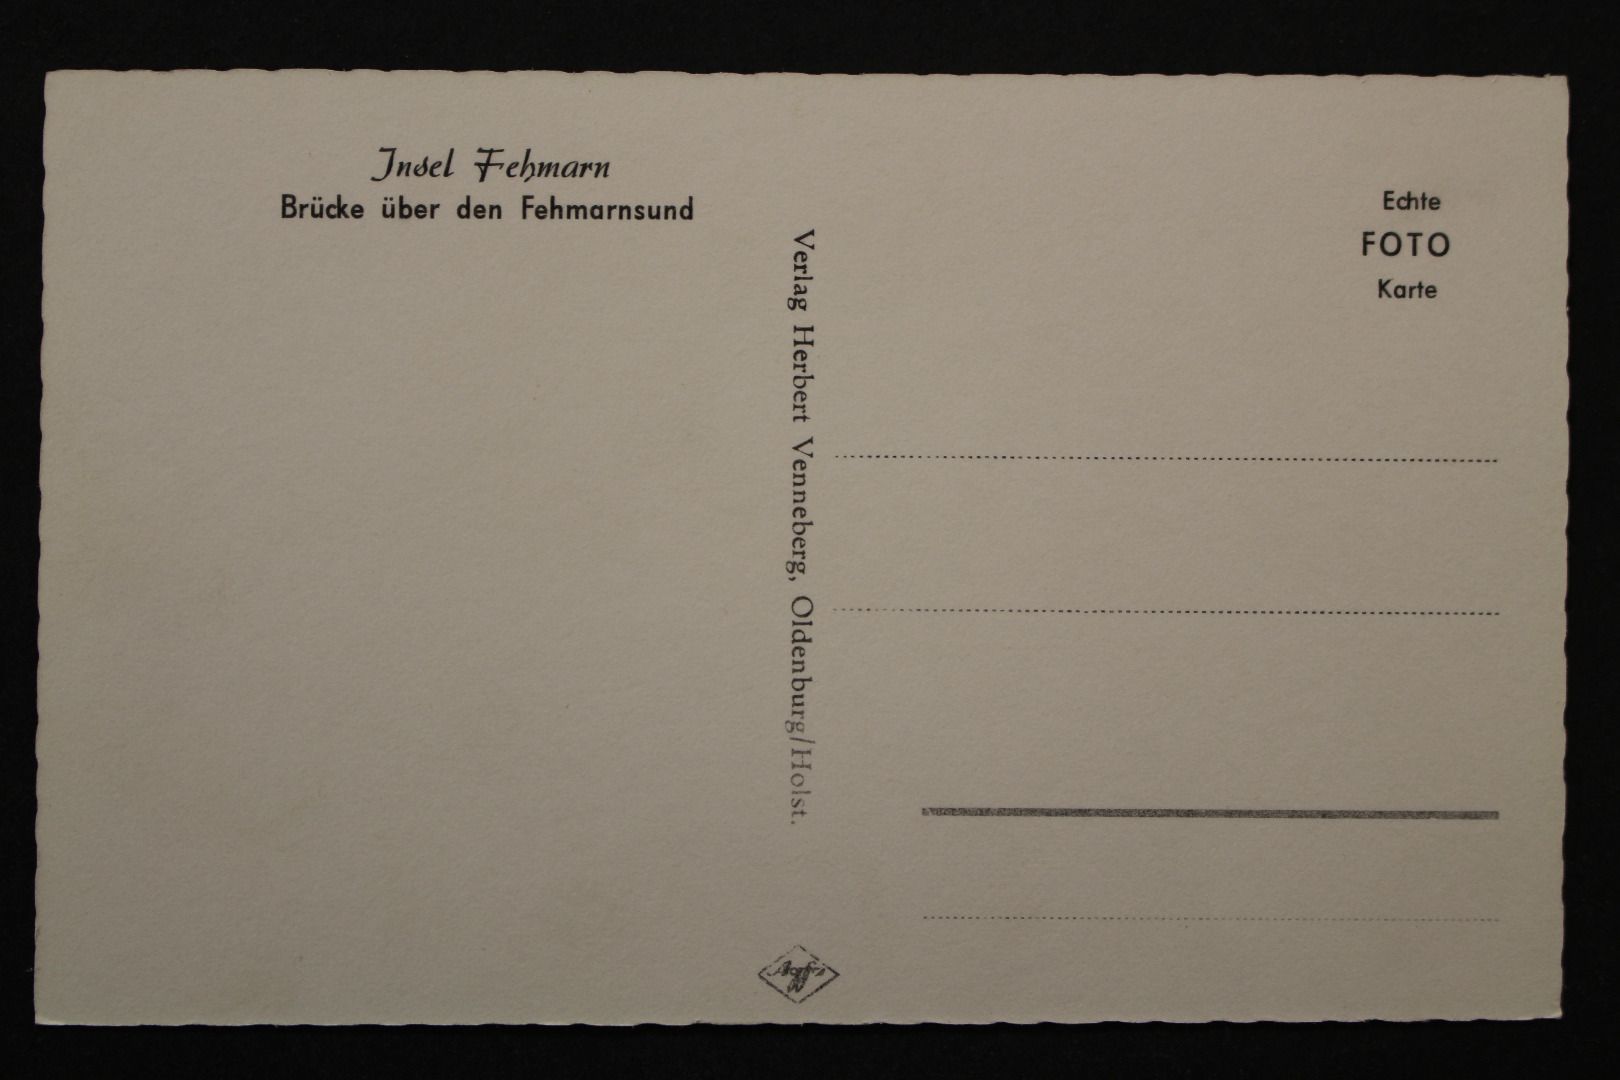 Insel Fehmarn
Brücke über den Fehmarnsund
Verlag Herbert Venneberg, Oldenburg/Holst.
Echte
FOTO
Karte